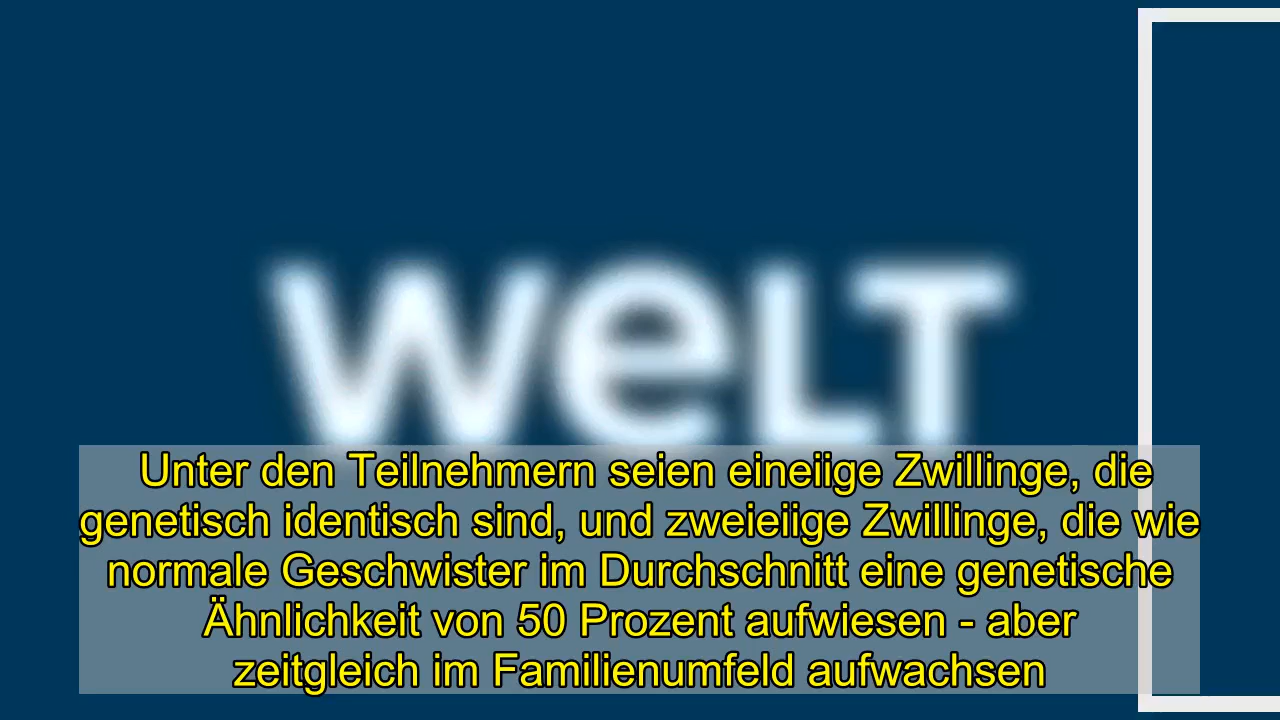 welt
Unter den Teilnehmern seien eineiige Zwillinge, die
genetisch identisch sind, und zweieiige Zwillinge, die wie
normale Geschwister im Durchschnitt eine genetische
Ähnlichkeit von 50 Prozent aufwiesen - aber
zeitgleich im Familienumfeld aufwachsen